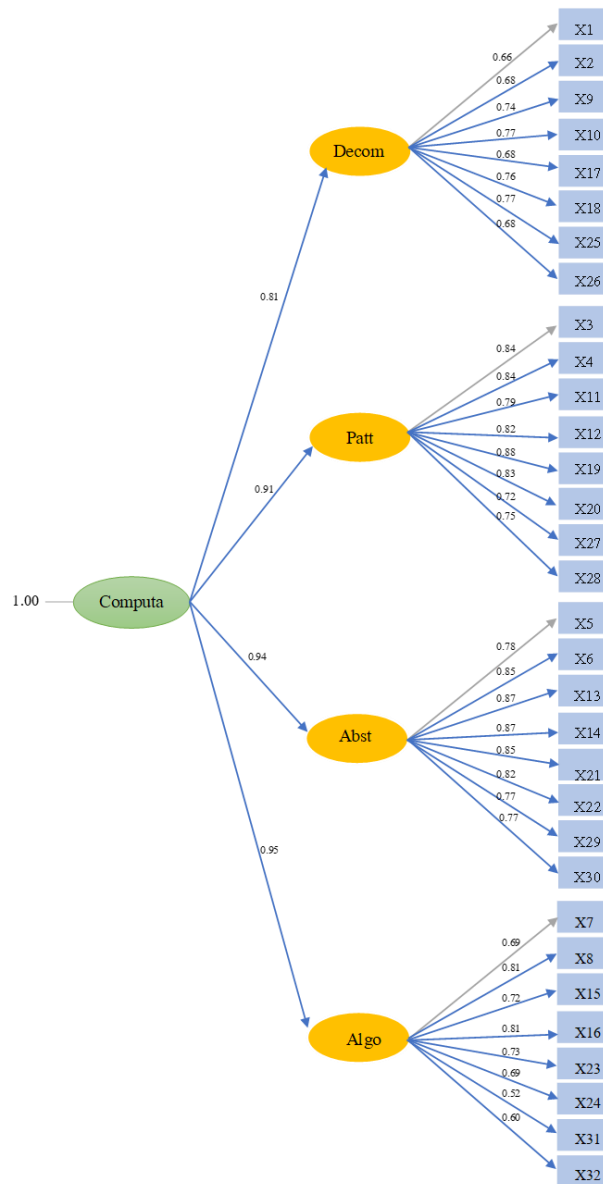 X1
0.66
X2
0.68
X9
0.74
Decom
0.77
X10
0.68
X17
0.76
X18
0.77
X25
0.68
X26
0.81
X3
0.84
X4
0.84
X11
0.79
Patt
0.82
X12
0.88
X19
0.83
X20
0.72
X27
0.75
X28
0.91
1.00
Computa
X5
0.78
X6
0.85
0.94
X13
0.87
Abst
0.87
X14
0.85
X21
0.82
X22
0.77
X29
0.77
X30
0.95
X7
0.69
X8
0.81
X15
0.72
Algo
0.81
X16
0.73
X23
0.69
X24
0.52
X31
0.60
X32